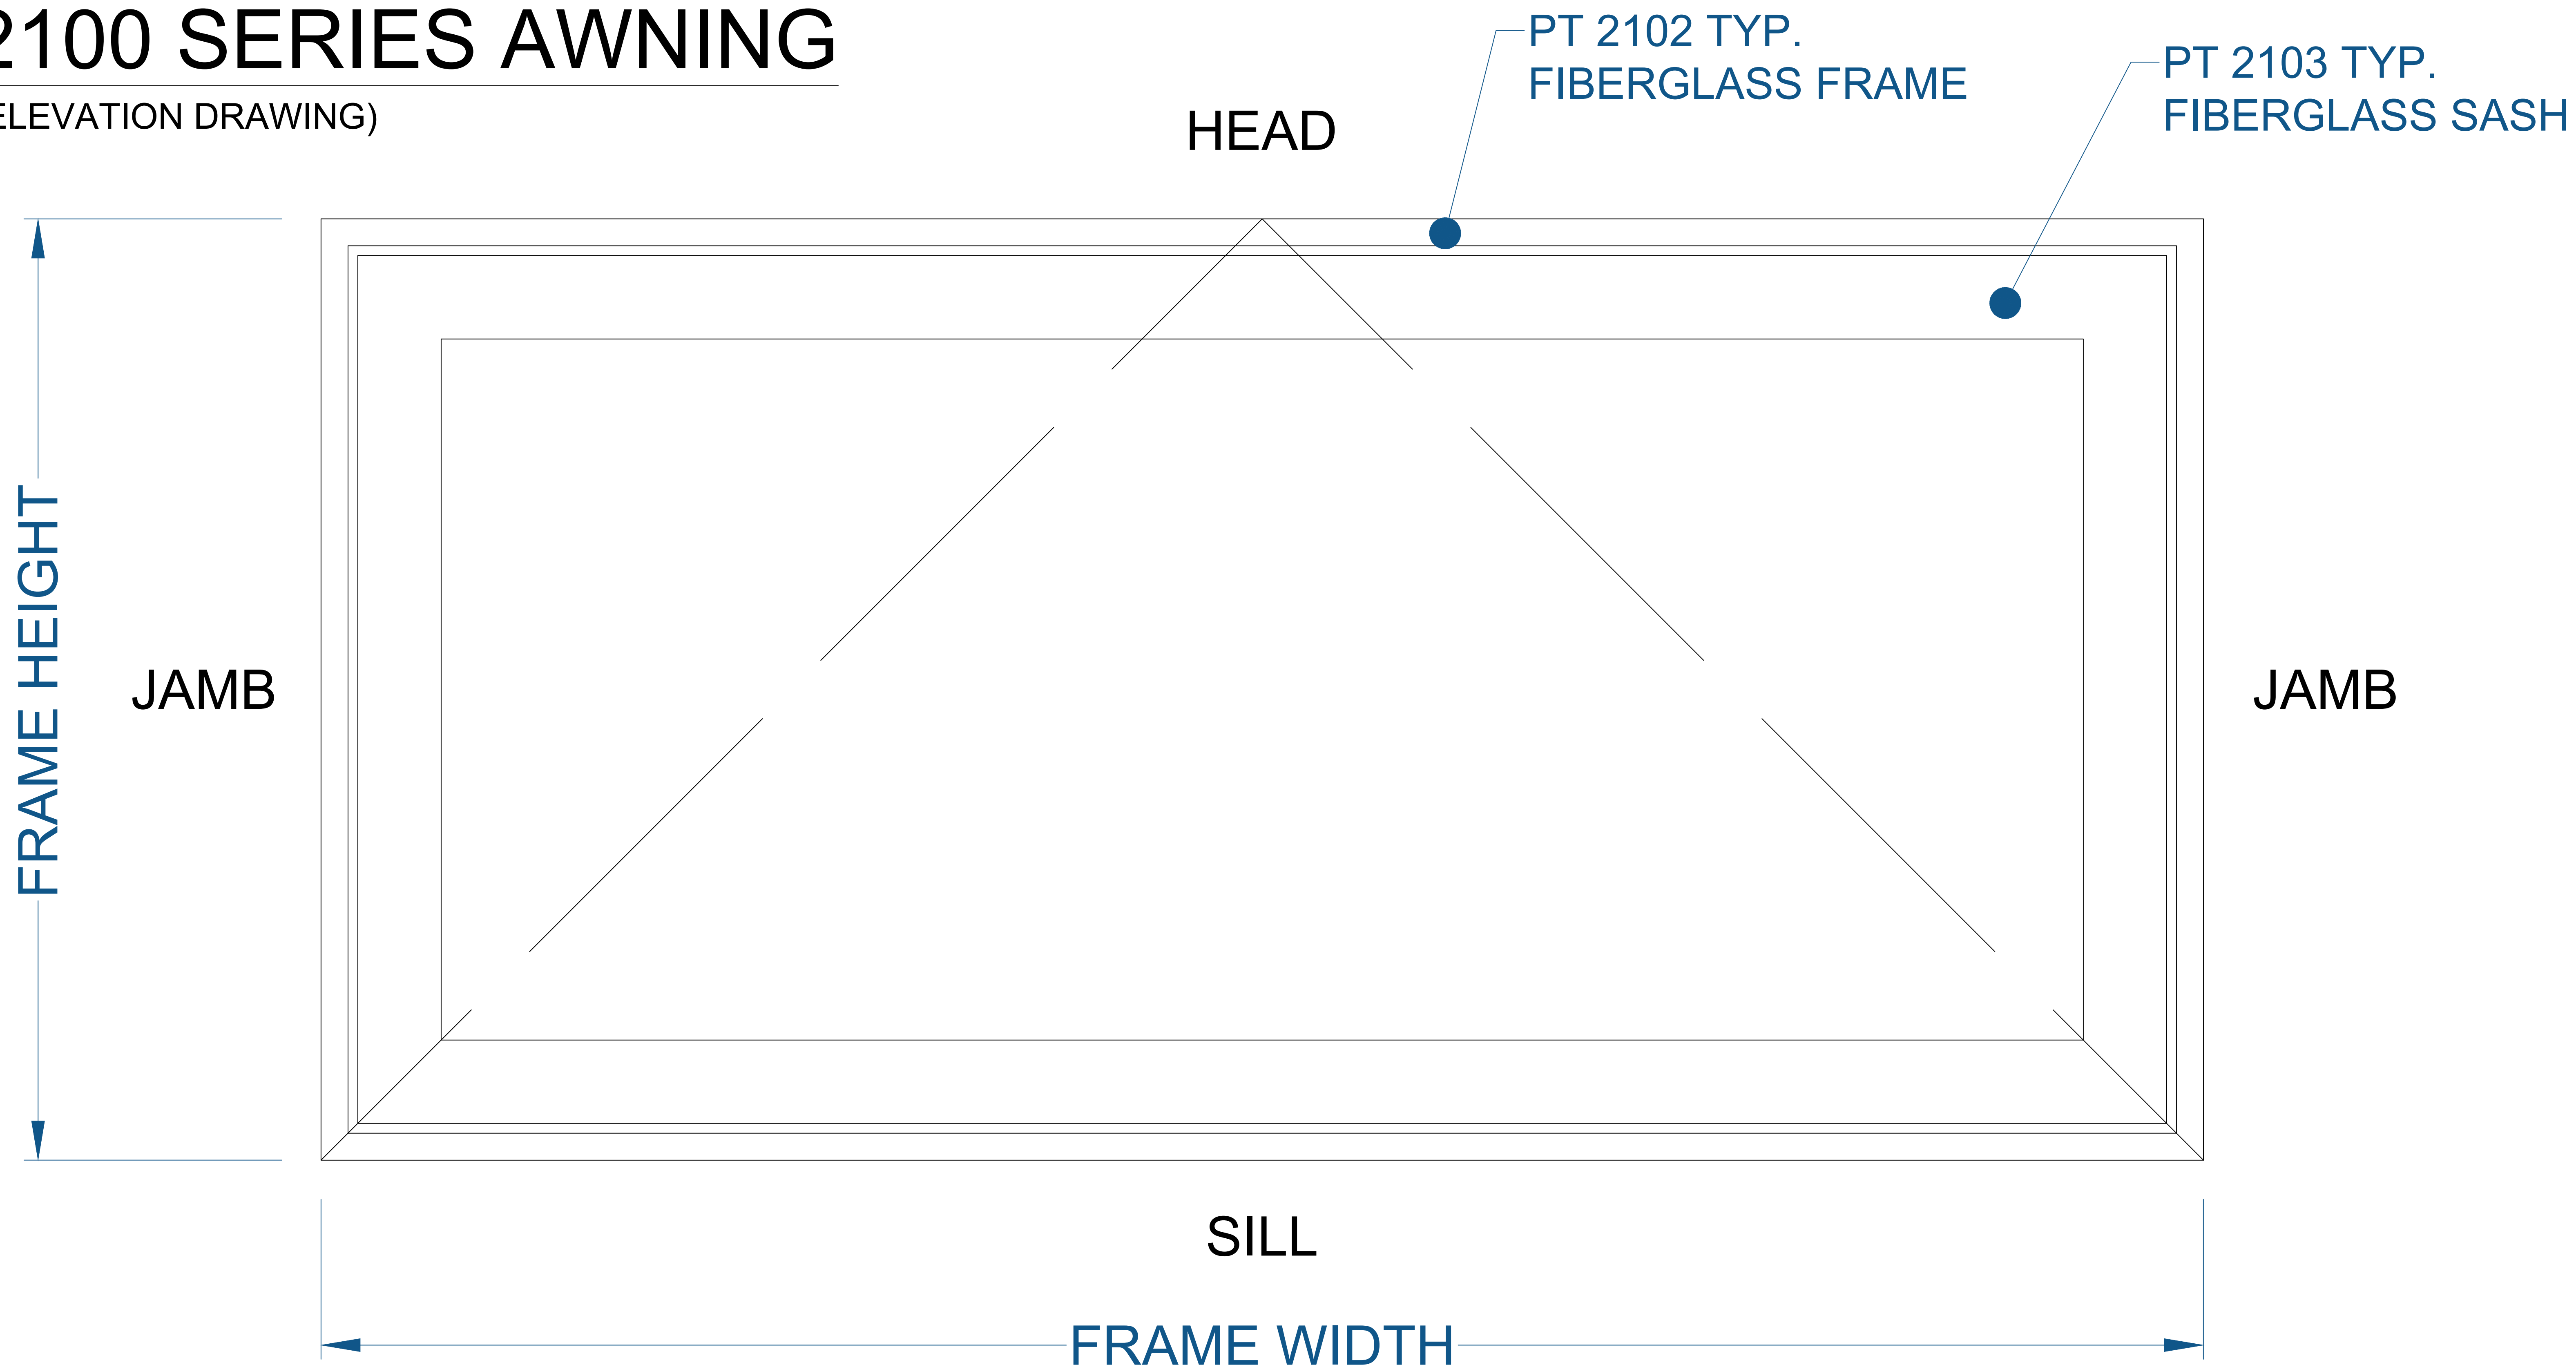 2100 SERIES AWNING
ELEVATION DRAWING)
PT 2102 TYP.
FIBERGLASS FRAME
PT 2103 TYP.
FIBERGLASS SASH
HEAD
FRAME HEIGHT
JAMB
JAMB
SILL
FRAME WIDTH